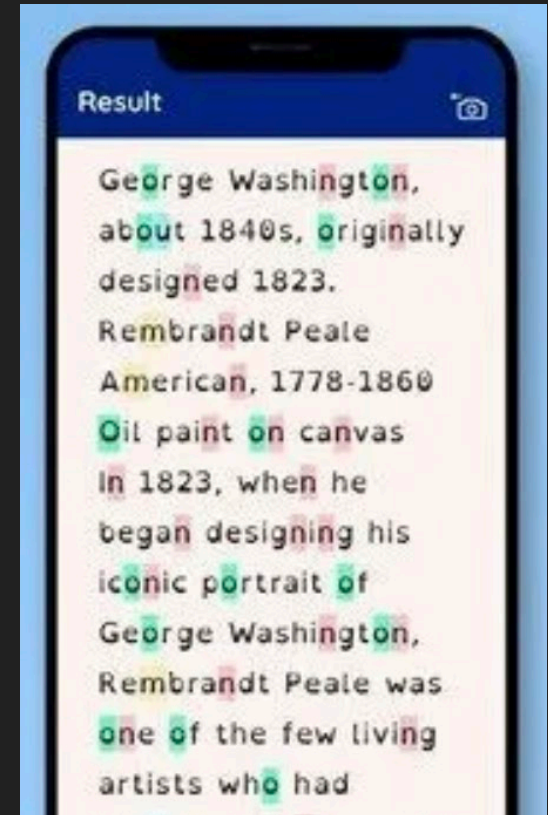 Result
George Washington,
about 1840s, originally
designed 1823.
Rembrandt Peale
American, 1778-1860
Oil paint on canvas
In 1823, when he
began designing his
iconic portrait of
George Washington,
Rembrandt Peale was
one of the few living
artists who had